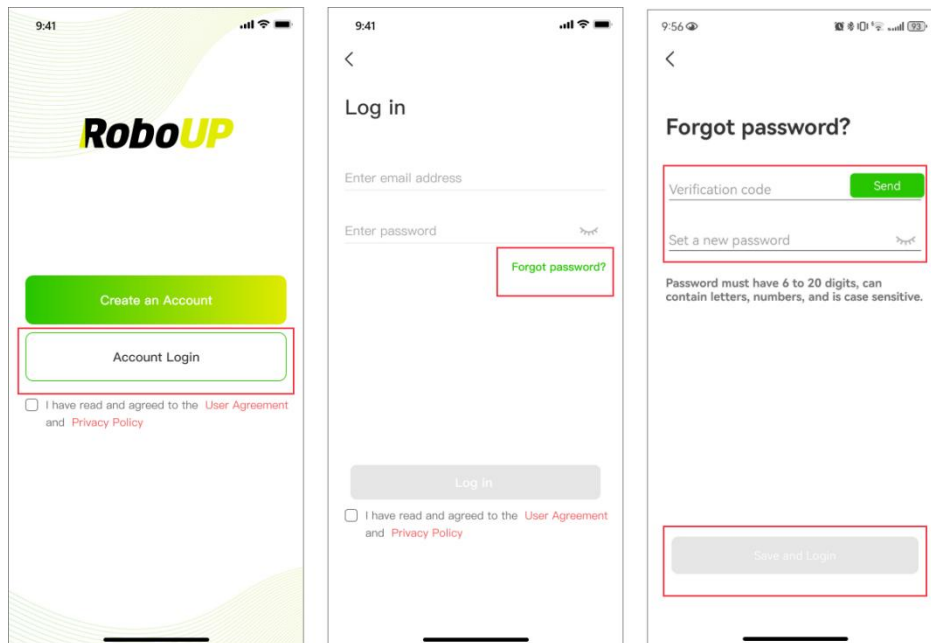 9:41
RoboUP
Create an Account
Account Login
I have read and agreed to the User Agreement
and Privacy Policy
9:41
Log in
Enter email address
Enter password
Forgot password?
Log In
I have read and agreed to the User Agreement
and Privacy Policy
9:56
93
Forgot password?
Verification code Send
Set a new password
Password must have 6 to 20 digits, can
contain letters, numbers, and is case sensitive.
Save and Login